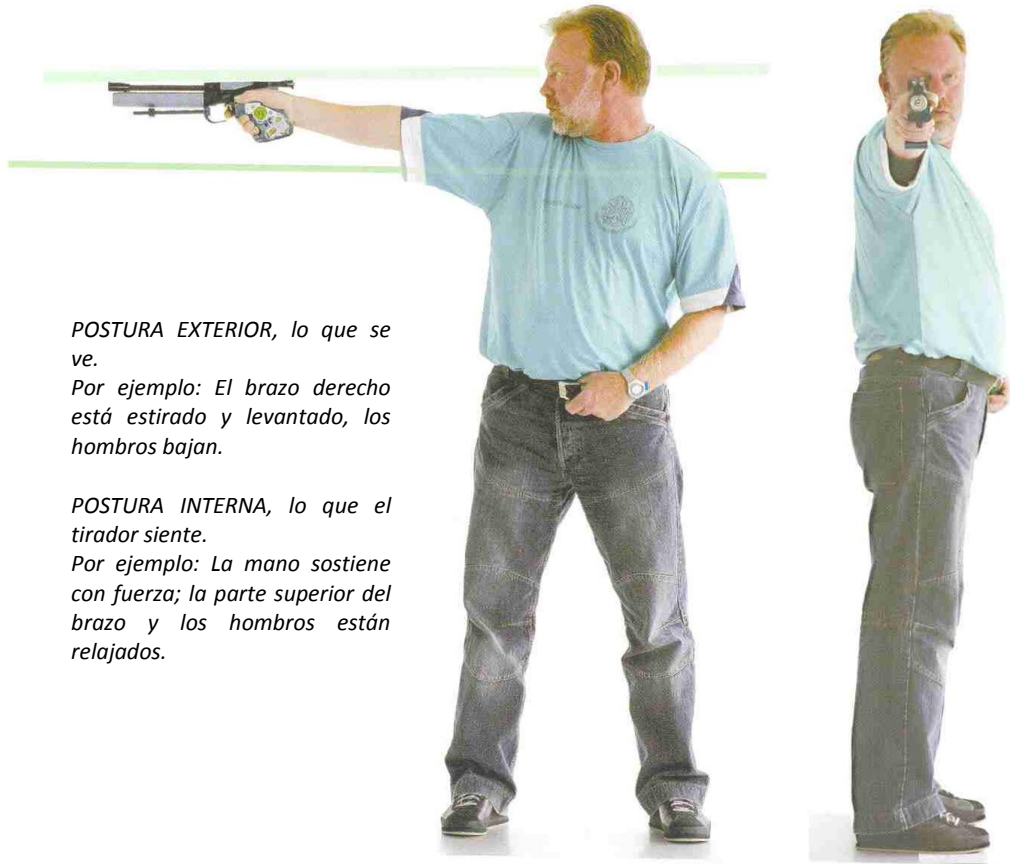 POSTURA EXTERIOR, lo que se
ve.
Por ejemplo: El brazo derecho
está estirado y levantado, los
hombros bajan.
POSTURA INTERNA, lo que el
tirador siente.
Por ejemplo: La mano sostiene
con fuerza; la parte superior del
brazo y los hombros están
relajados.